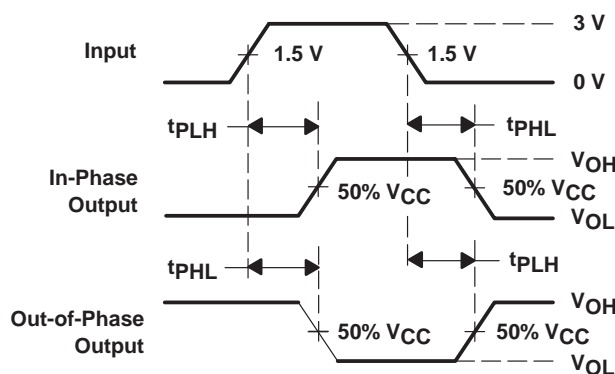 3 V
Input
1.5 V
1.5 V
0 V
tPLH
tPHL
VOH
In-Phase
Output
50% VCC
50% VCC
VOL
tPHL
tPLH
VOH
Out-of-Phase
Output
50% VCC
50% VCC
VOL